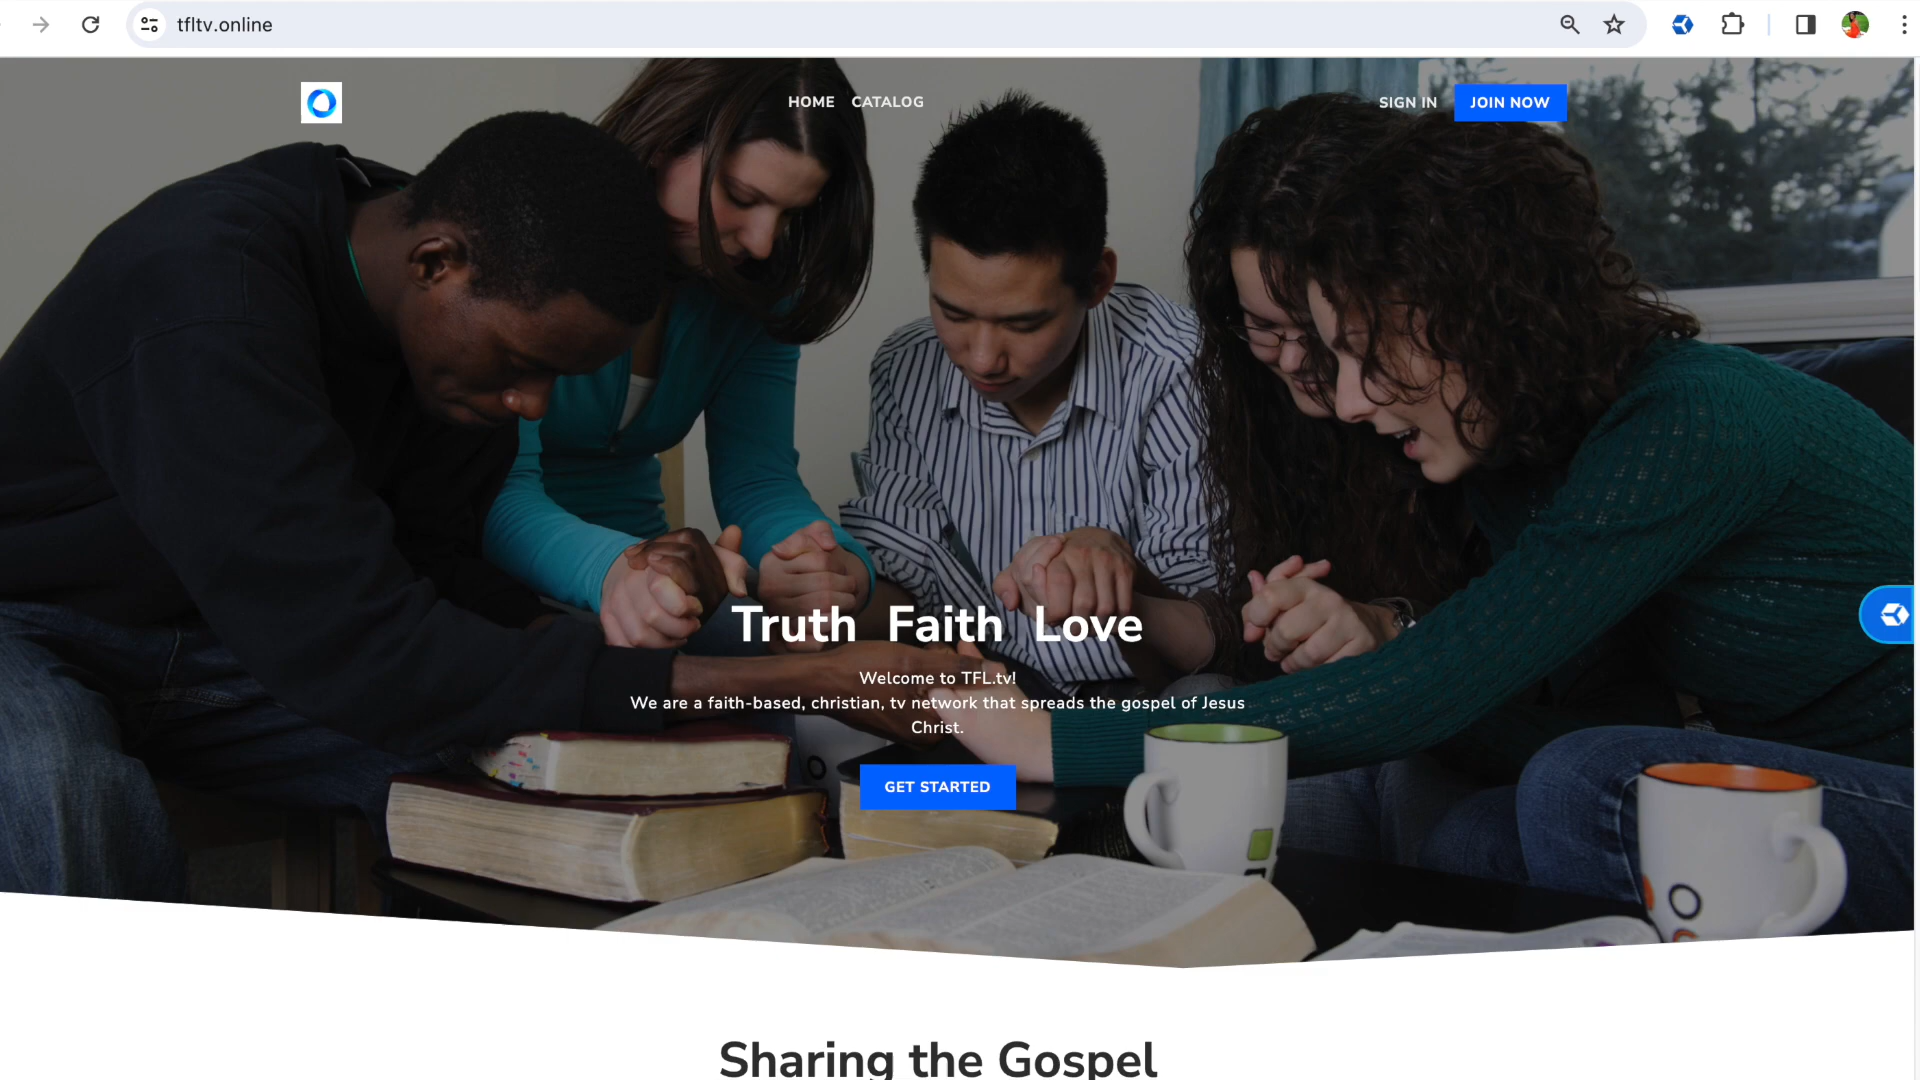 tfltv.online
HOME CATALOG
SIGN IN JOIN NOW
Truth Faith Love
Welcome to TFL.tv!
We are a faith-based, christian, tv network that spreads the gospel of Jesus
Christ.
GET STARTED
Sharing the Gospel